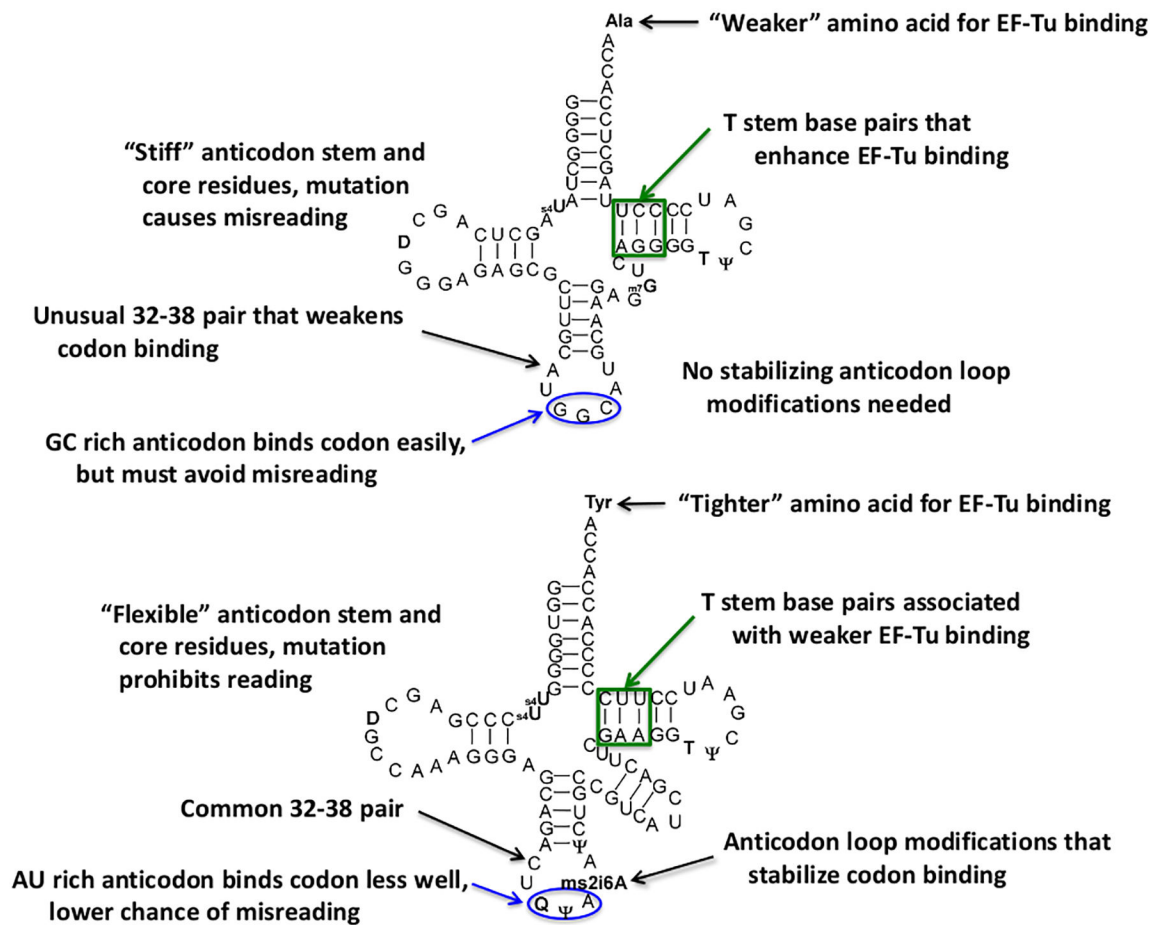 Ala
“Weaker” amino acid for EF-Tu binding
A
C
C
A
G C
G C
G U
G C
C G
U A
s4U A U
T stem base pairs that
enhance EF-Tu binding
“Stiff” anticodon stem and
core residues, mutation
causes misreading
U C C C C U A
G
C
A G G G G T Ψ
C U
m7G
G
A
C G A C U C G A
D
G G G A G A G C G
C G A
U A
U A
G C
C G
Unusual 32-38 pair that weakens
codon binding
A U
U A
G G C
No stabilizing anticodon loop
modifications needed
GC rich anticodon binds codon easily,
but must avoid misreading
Tyr
“Tighter” amino acid for EF-Tu binding
A
C
C
A
G C
G C
U A
G C
G C
G C
G C
s4U
s4U
“Flexible” anticodon stem and
core residues, mutation
prohibits reading
T stem base pairs associated
with weaker EF-Tu binding
C U U C C U A A
G
C
G A A G G T Ψ
C U U C A G C U
C G U C A
C G A G C C C
D
G C C A A A G G G A
G C
C G
A U
G C
A Ψ
Common 32-38 pair
C A
U ms2i6A
Q Ψ A
Anticodon loop modifications that
stabilize codon binding
AU rich anticodon binds codon less well,
lower chance of misreading